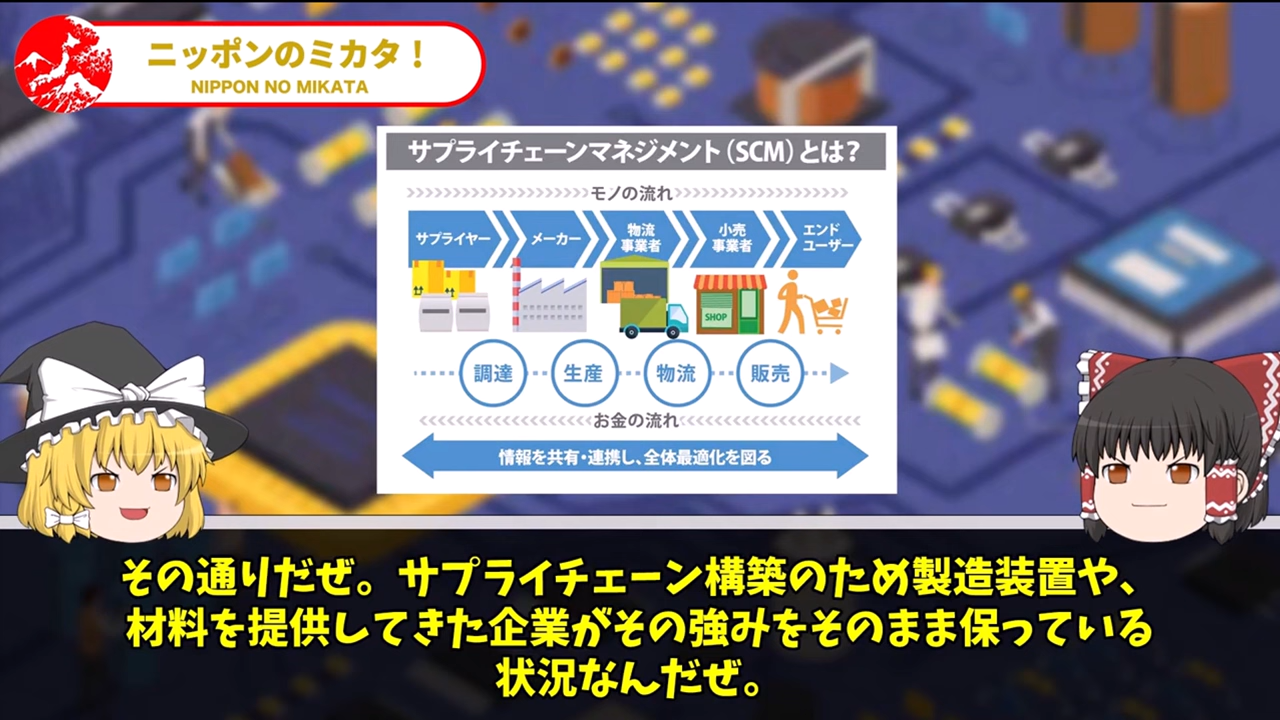 ニッポンのミカタ！
NIPPON NO MIKATA
サプライチェーンマネジメント（SCM）とは？
モノの流れ
サプライヤー
メーカー
物流
事業者
小売
事業者
エンド
ユーザー
SHOP
調達
生産
物流
販売
お金の流れ
情報を共有・連携し、全体最適化を図る
その通りだぜ。サプライチェーン構築のため製造装置や、
材料を提供してきた企業がその強みをそのまま保っている
状況なんだぜ。